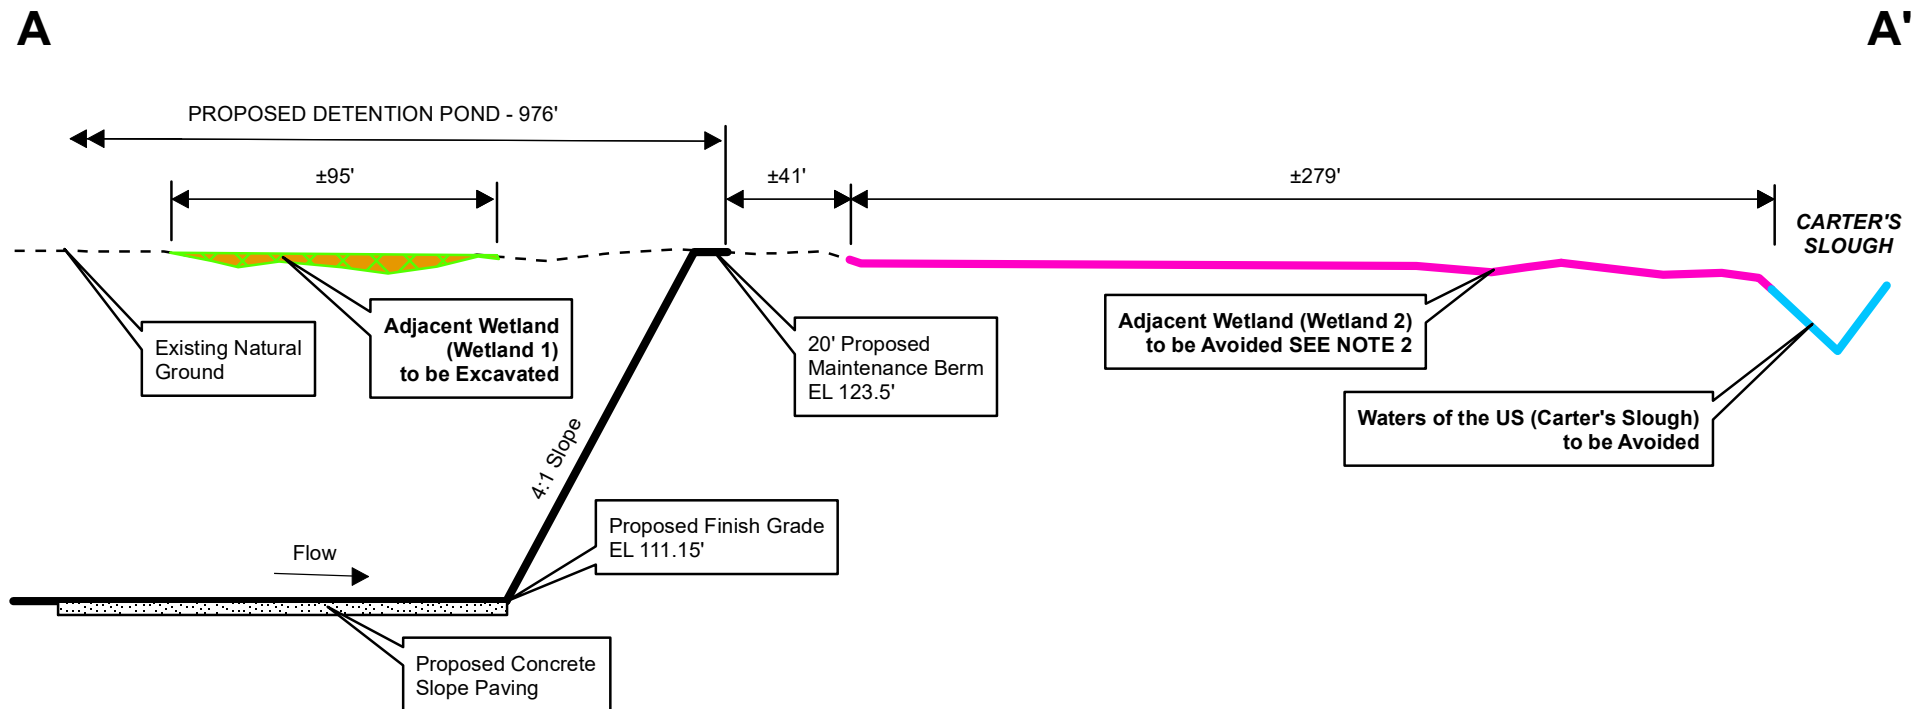 A
A'
PROPOSED DETENTION POND - 976'
±95'
±41'
±279'
CARTER'S
SLOUGH
Existing Natural
Ground
Adjacent Wetland
(Wetland 1)
to be Excavated
20' Proposed
Maintenance Berm
EL 123.5'
Adjacent Wetland (Wetland 2)
to be Avoided SEE NOTE 2
Waters of the US (Carter's Slough)
to be Avoided
4:1 Slope
Proposed Finish Grade
EL 111.15'
Flow
Proposed Concrete
Slope Paving